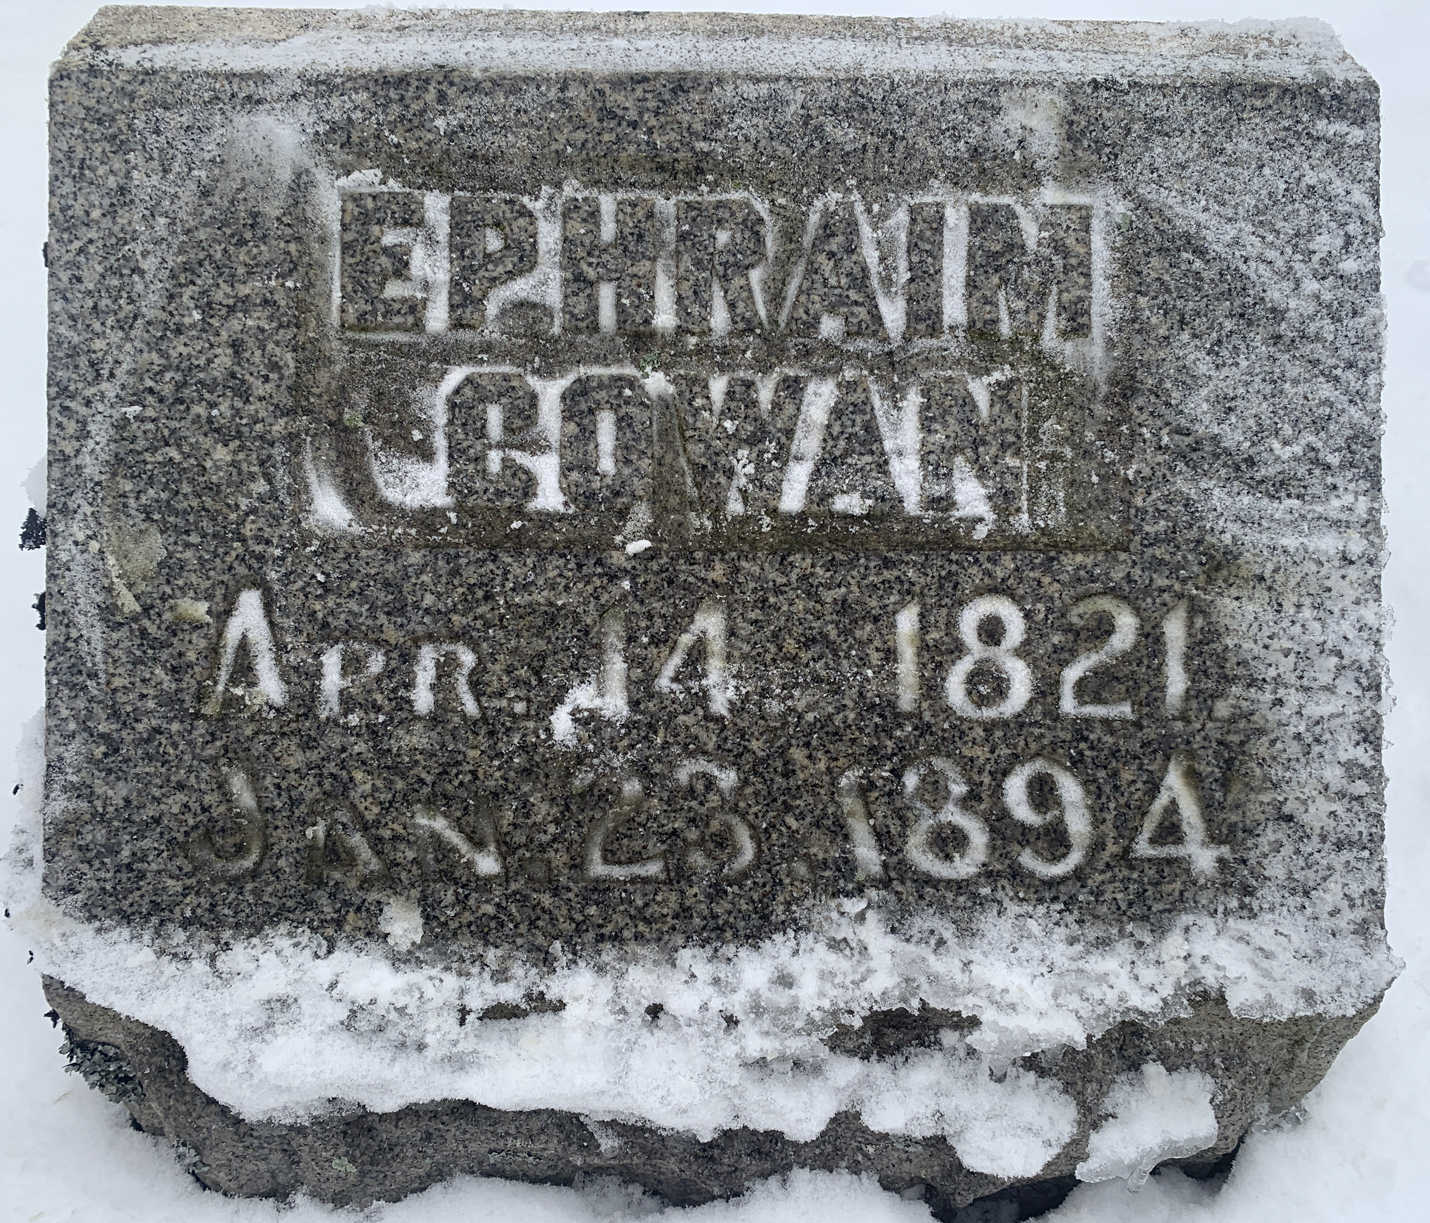 EPHRAIM
COWAN
APR. 14 1821
JAN. 23. 1894